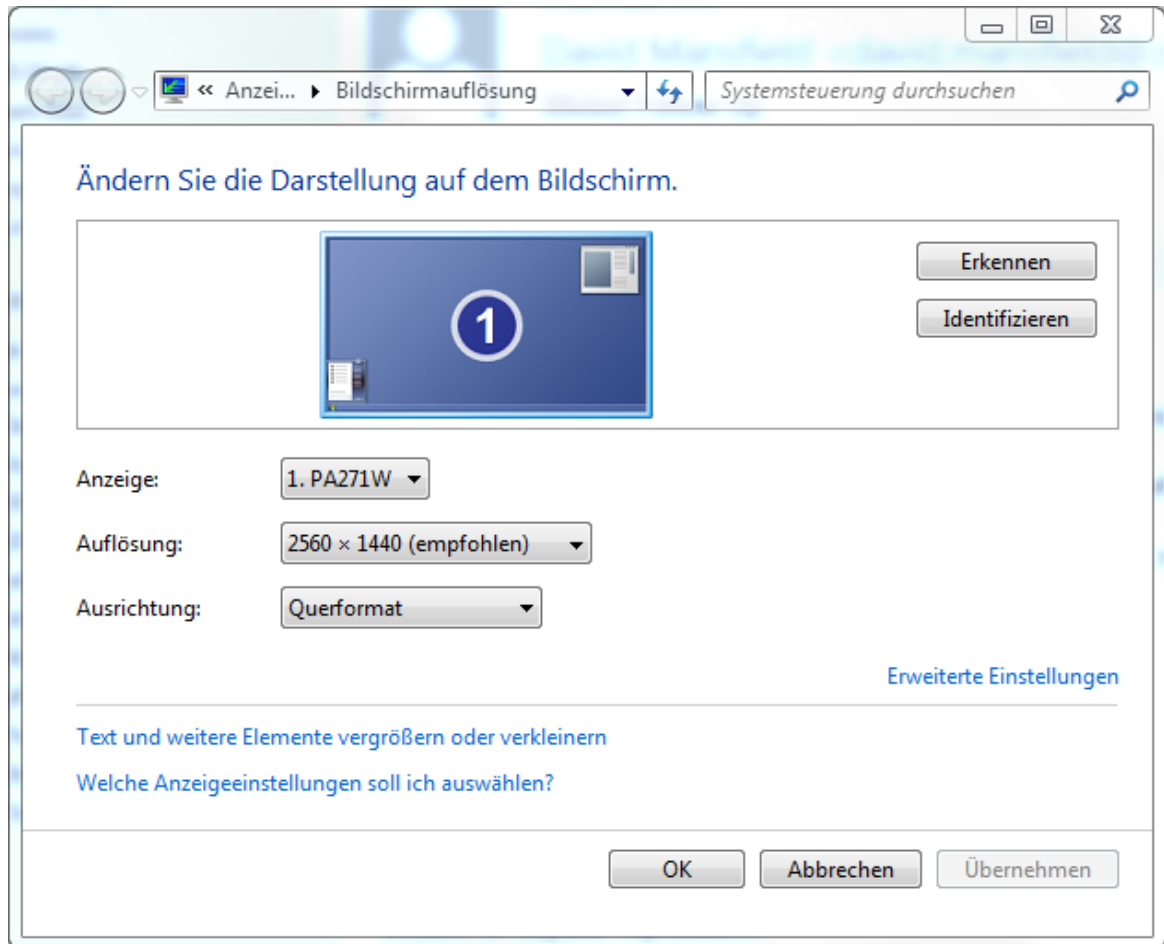 « Anzei... ▸ Bildschirmauflösung
Systemsteuerung durchsuchen
Ändern Sie die Darstellung auf dem Bildschirm.
1
Erkennen
Identifizieren
Anzeige: 1. PA271W
Auflösung: 2560 × 1440 (empfohlen)
Ausrichtung: Querformat
Erweiterte Einstellungen
Text und weitere Elemente vergrößern oder verkleinern
Welche Anzeigeeinstellungen soll ich auswählen?
OK Abbrechen Übernehmen